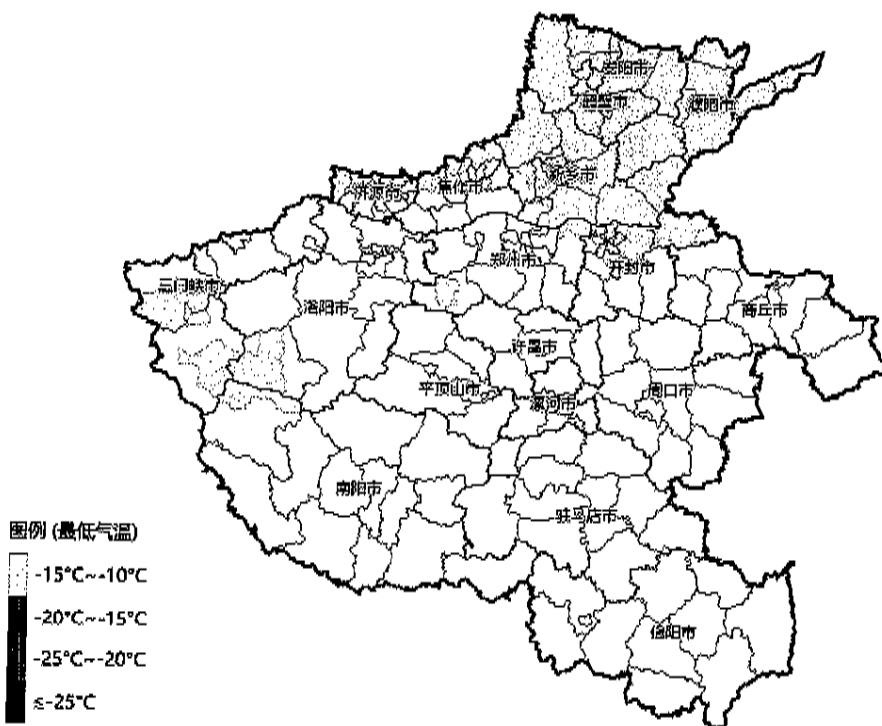 安阳市
鹤壁市
濮阳市
新乡市
济源市
焦作市
郑州市
开封市
三门峡市
洛阳市
商丘市
许昌市
平顶山市
漯河市
周口市
南阳市
驻马店市
信阳市
图例 (最低气温)
-15°C~-10°C
-20°C~-15°C
-25°C~-20°C
≤-25°C